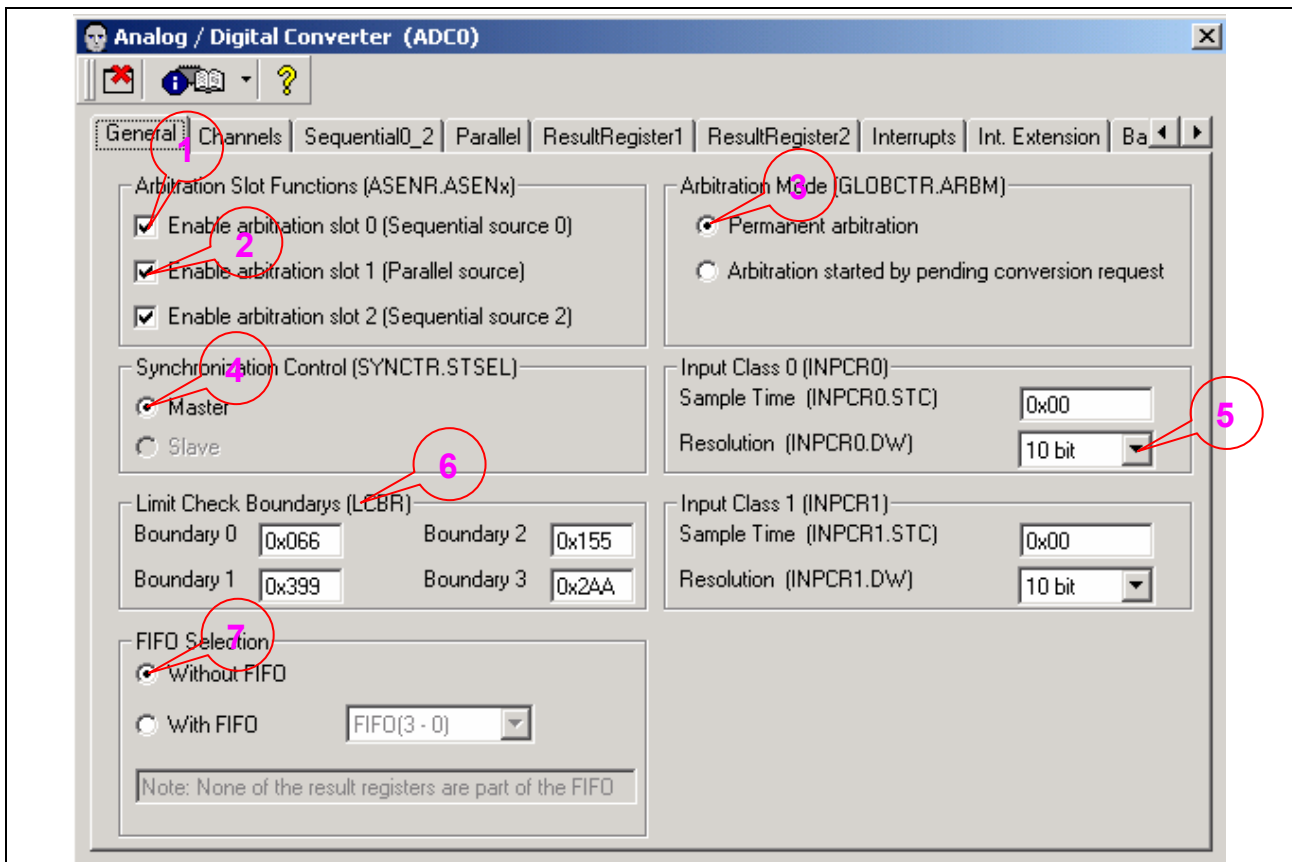 Analog / Digital Converter (ADC0)
General Channels Sequential0_2 Parallel ResultRegister1 ResultRegister2 Interrupts Int. Extension Ba
1
Arbitration Slot Functions (ASENR.ASENx)
Enable arbitration slot 0 (Sequential source 0)
2
Enable arbitration slot 1 (Parallel source)
Enable arbitration slot 2 (Sequential source 2)
Arbitration Mode (GLOBCTR.ARBM)
3
Permanent arbitration
Arbitration started by pending conversion request
Synchronization Control (SYNCTR.STSEL)
4
Master
Slave
Input Class 0 (INPCR0)
Sample Time (INPCR0.STC) 0x00
Resolution (INPCR0.DW) 10 bit
5
6
Limit Check Boundarys (LCBR)
Boundary 0 0x066 Boundary 2 0x155
Boundary 1 0x399 Boundary 3 0x2AA
Input Class 1 (INPCR1)
Sample Time (INPCR1.STC) 0x00
Resolution (INPCR1.DW) 10 bit
FIFO Selection
7
Without FIFO
With FIFO FIFO(3 - 0)
Note: None of the result registers are part of the FIFO